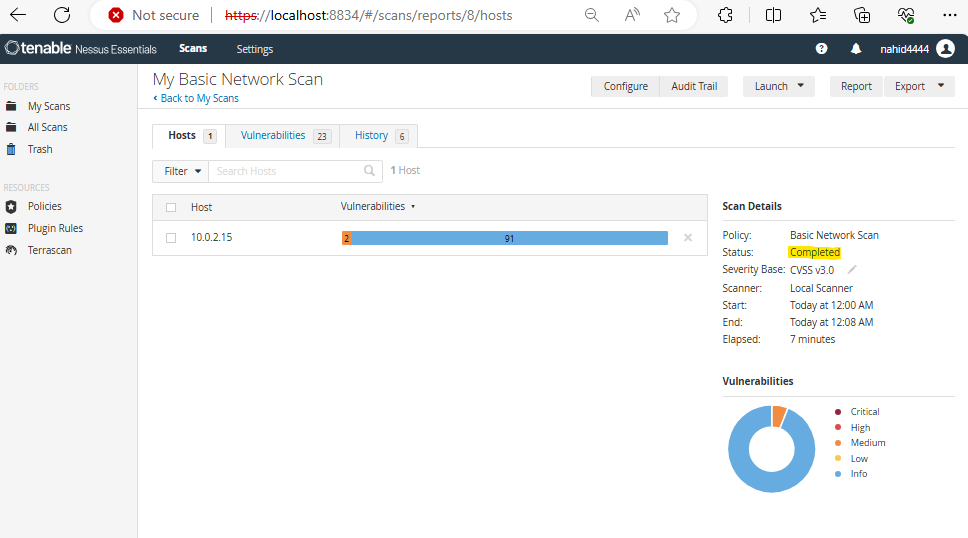 Not secure https://localhost:8834/#/scans/reports/8/hosts
tenable Nessus Essentials Scans Settings ? nahid4444
FOLDERS
My Scans
All Scans
Trash
RESOURCES
Policies
Plugin Rules
Terrascan
My Basic Network Scan
Back to My Scans
Configure Audit Trail Launch Report Export
Hosts 1 Vulnerabilities 23 History 6
Filter Search Hosts 1 Host
Host Vulnerabilities
10.0.2.15 2 91
Scan Details
Policy: Basic Network Scan
Status: Completed
Severity Base: CVSS v3.0
Scanner: Local Scanner
Start: Today at 12:00 AM
End: Today at 12:08 AM
Elapsed: 7 minutes
Vulnerabilities
Critical
High
Medium
Low
Info